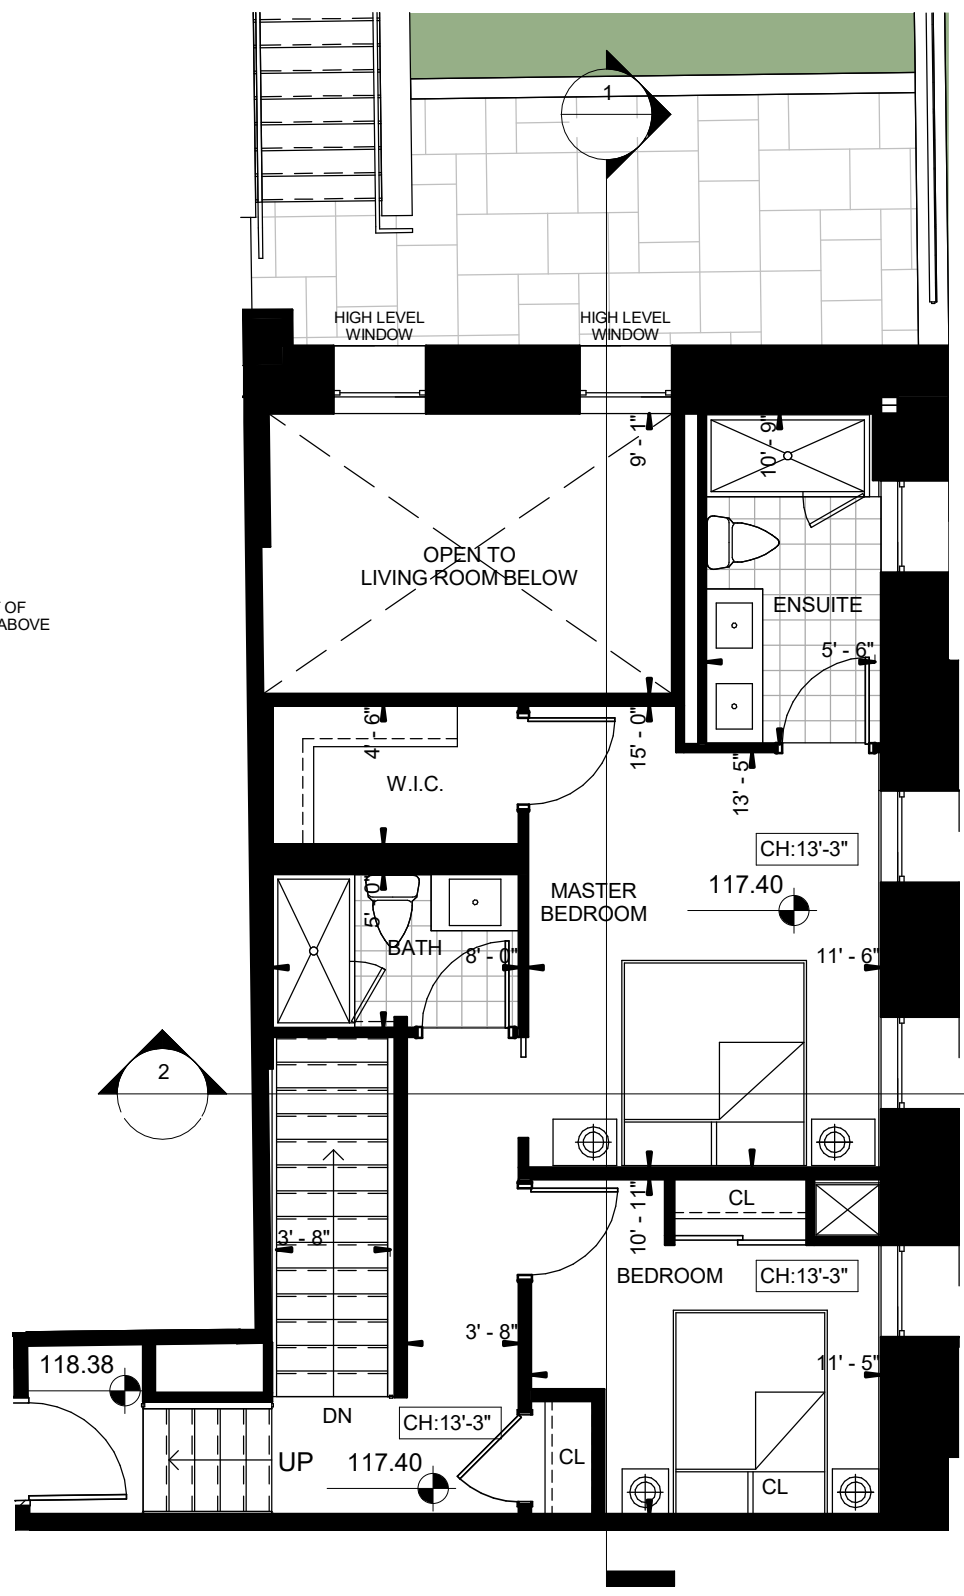 1
HIGH LEVEL
WINDOW
HIGH LEVEL
WINDOW
9' - 1"
10' - 9"
OPEN TO
LIVING ROOM BELOW
ENSUITE
OF
ABOVE
5' - 6"
4' - 6"
15' - 0"
13' - 5"
W.I.C.
CH:13'-3"
MASTER
BEDROOM
117.40
5' - 0"
BATH
8' - 0"
11' - 6"
2
CL
10' - 11"
3' - 8"
BEDROOM
CH:13'-3"
3' - 8"
118.38
11' - 5"
DN
CH:13'-3"
UP
117.40
CL
CL